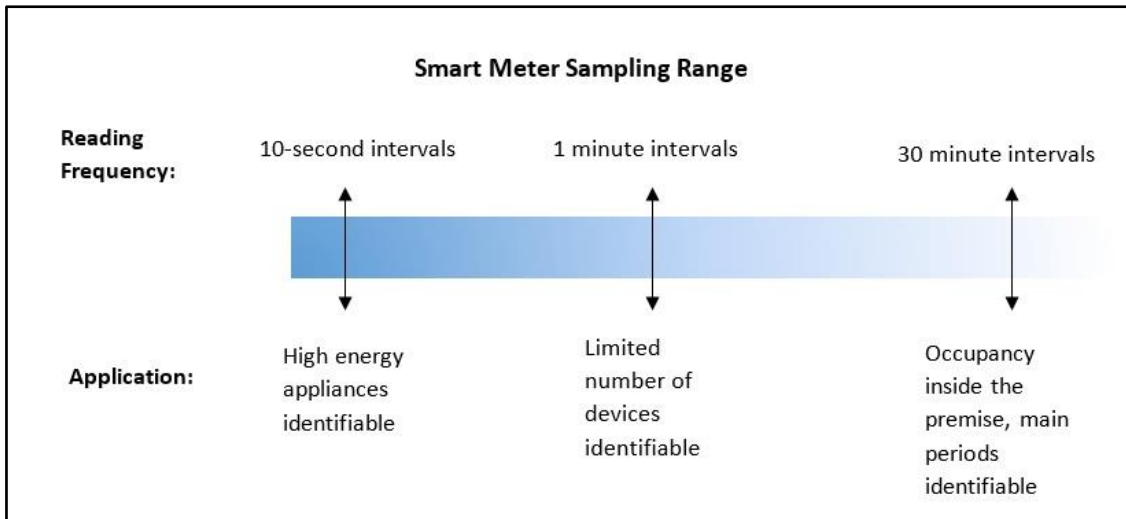 Smart Meter Sampling Range
Reading
Frequency:
10-second intervals
1 minute intervals
30 minute intervals
Application:
High energy
appliances
identifiable
Limited
number of
devices
identifiable
Occupancy
inside the
premise, main
periods
identifiable